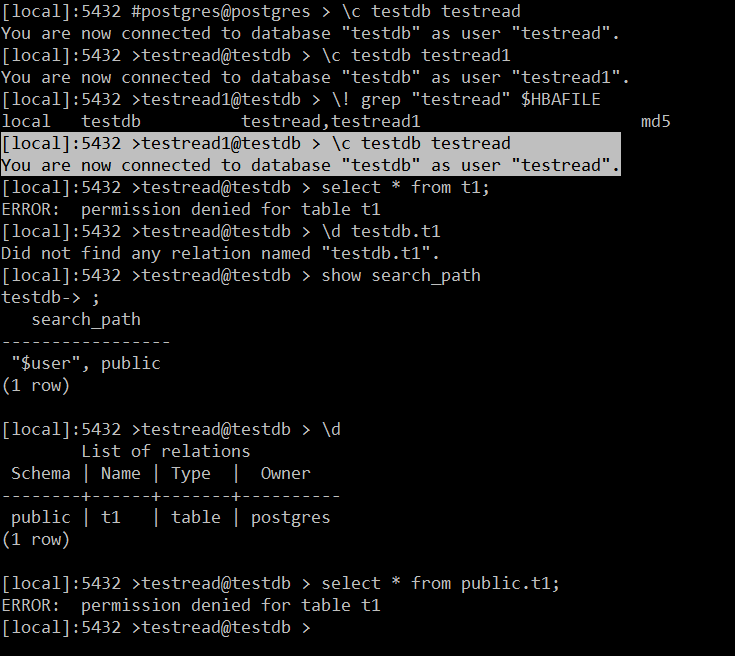 [local]:5432 #postgres@postgres > \c testdb testread
You are now connected to database "testdb" as user "testread".
[local]:5432 >testread@testdb > \c testdb testread1
You are now connected to database "testdb" as user "testread1".
[local]:5432 >testread1@testdb > \! grep "testread" $HBAFILE
local   testdb          testread,testread1                      md5
[local]:5432 >testread1@testdb > \c testdb testread
You are now connected to database "testdb" as user "testread".
[local]:5432 >testread@testdb > select * from t1;
ERROR:  permission denied for table t1
[local]:5432 >testread@testdb > \d testdb.t1
Did not find any relation named "testdb.t1".
[local]:5432 >testread@testdb > show search_path
testdb-> ;
   search_path
-----------------
 "$user", public
(1 row)

[local]:5432 >testread@testdb > \d
        List of relations
 Schema | Name | Type  |  Owner
--------+------+-------+----------
 public | t1   | table | postgres
(1 row)

[local]:5432 >testread@testdb > select * from public.t1;
ERROR:  permission denied for table t1
[local]:5432 >testread@testdb >